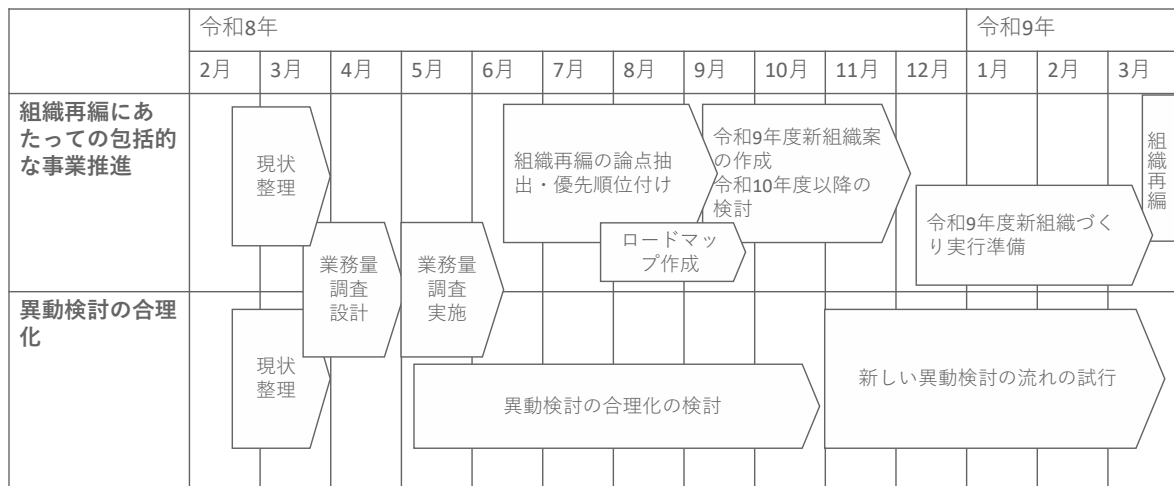 令和8年
令和9年
2月
3月
4月
5月
6月
7月
8月
9月
10月
11月
12月
1月
2月
3月
組織再編にあ
たっての包括的
な事業推進
現状
整理
業務量
調査
設計
業務量
調査
実施
組織再編の論点抽
出・優先順位付け
ロードマッ
プ作成
令和9年度新組織案
の作成
令和10年度以降の
検討
令和9年度新組織づく
り実行準備
組織再編
異動検討の合理
化
現状
整理
異動検討の合理化の検討
新しい異動検討の流れの試行